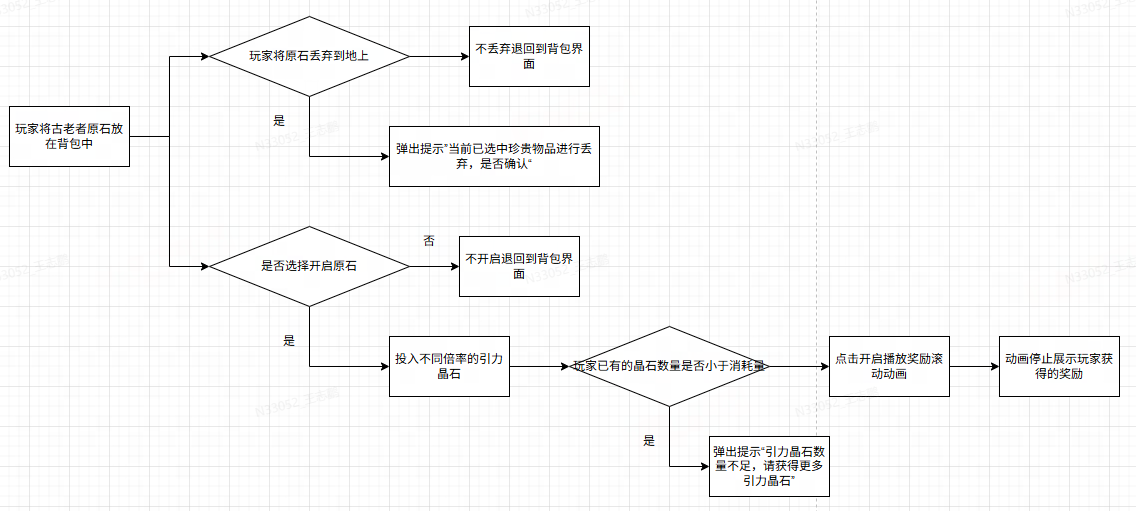 玩家将原石丢弃到地上
不丢弃退回到背包界
面
玩家将古老者原石放
在背包中
是
弹出提示"当前已选中珍贵物品进行丢
弃，是否确认“
否
是否选择开启原石
不开启退回到背包界
面
是
投入不同倍率的引力
晶石
玩家已有的晶石数量是否小于消耗量
点击开启播放奖励滚
动动画
动画停止展示玩家获
得的奖励
是
弹出提示“引力晶石数
量不足，请获得更多
引力晶石”